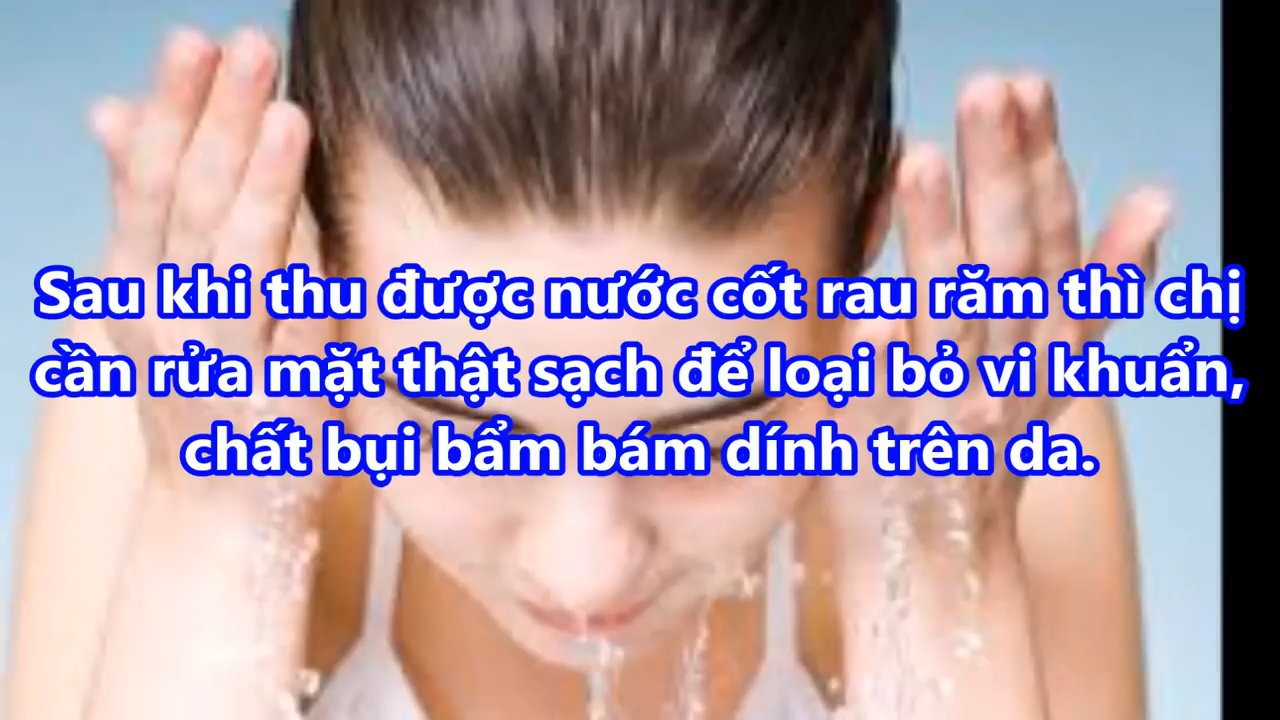 Sau khi thu được nước cốt rau răm thì chị
cần rửa mặt thật sạch để loại bỏ vi khuẩn,
chất bụi bẩm bám dính trên da.